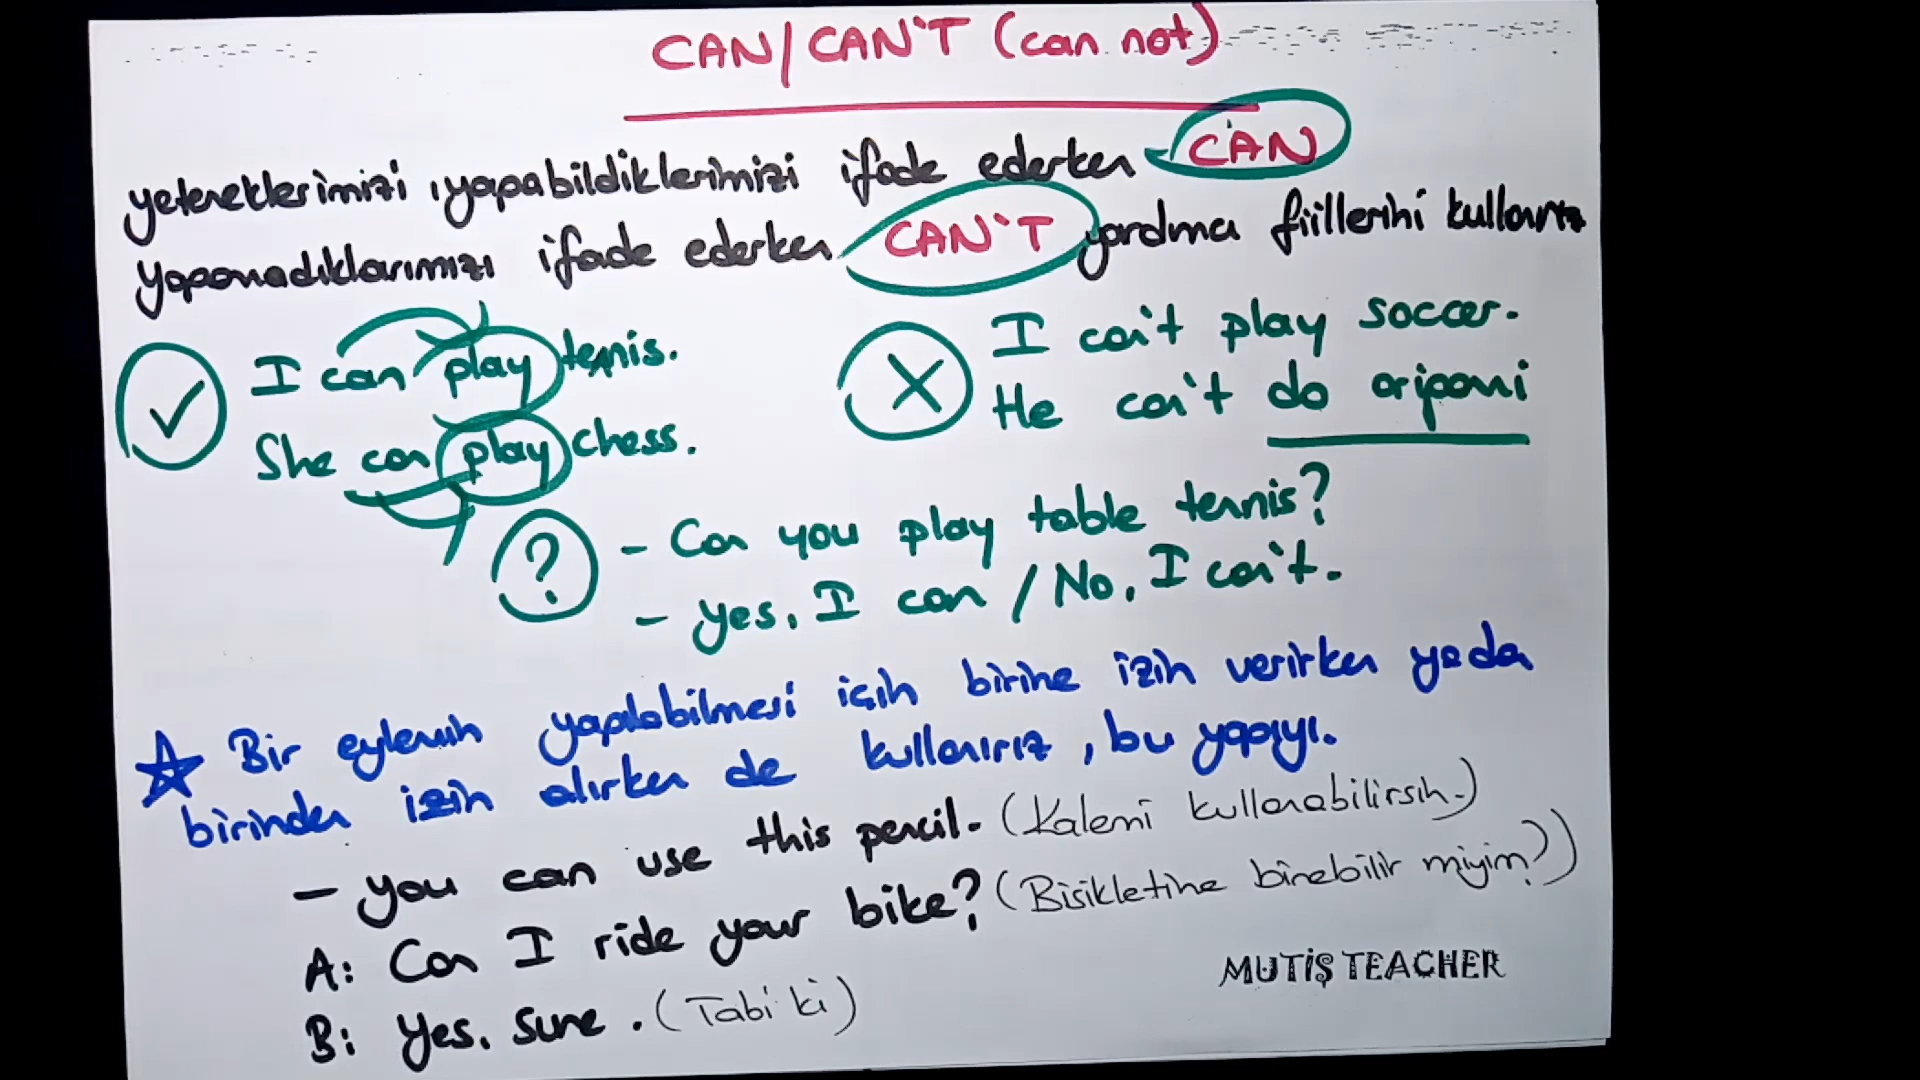 CAN/CAN'T (can not)
yeteneklerimizi, yapabildiklerimizi ifade ederken CAN
yapamadıklarımızı ifade ederken CAN'T yardımcı fiillerini kullanırız
I can play tennis.
She can play chess.
I can't play soccer.
He can't do origami
? - Can you play table tennis?
- yes, I can / No, I can't.
Bir eylemin yapılabilmesi için birine izin verirken yada
birinden izin alırken de kullanırız, bu yapıyı.
- you can use this pencil. (Kalemi kullanabilirsin.)
A: Can I ride your bike? (Bisikletine binebilir miyim?)
B: Yes, sure. (Tabi ki)
MUTİŞ TEACHER